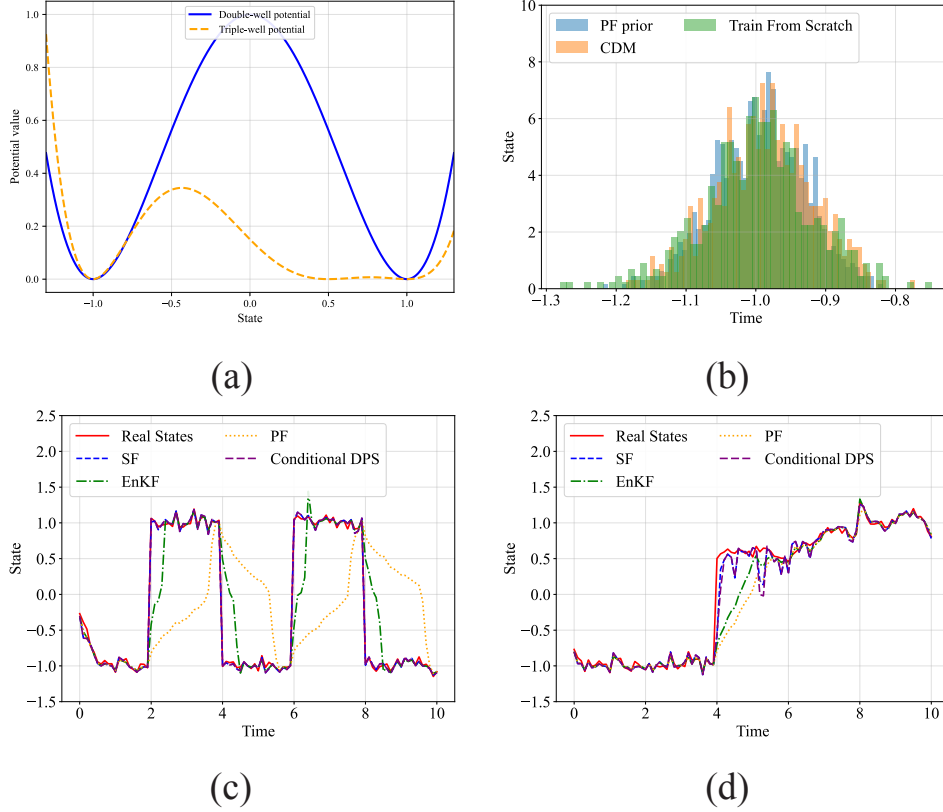 Double-well potential
Triple-well potential
Potential value
1.0
0.8
0.6
0.4
0.2
0.0
−1.0
−0.5
0.0
0.5
1.0
State
(a)
PF prior
CDM
Train From Scratch
State
10
8
6
4
2
0
−1.3
−1.2
−1.1
−1.0
−0.9
−0.8
Time
(b)
Real States
SF
EnKF
PF
Conditional DPS
State
2.5
2.0
1.5
1.0
0.5
0.0
−0.5
−1.0
−1.5
0
2
4
6
8
10
Time
(c)
Real States
SF
EnKF
PF
Conditional DPS
State
2.5
2.0
1.5
1.0
0.5
0.0
−0.5
−1.0
−1.5
0
2
4
6
8
10
Time
(d)